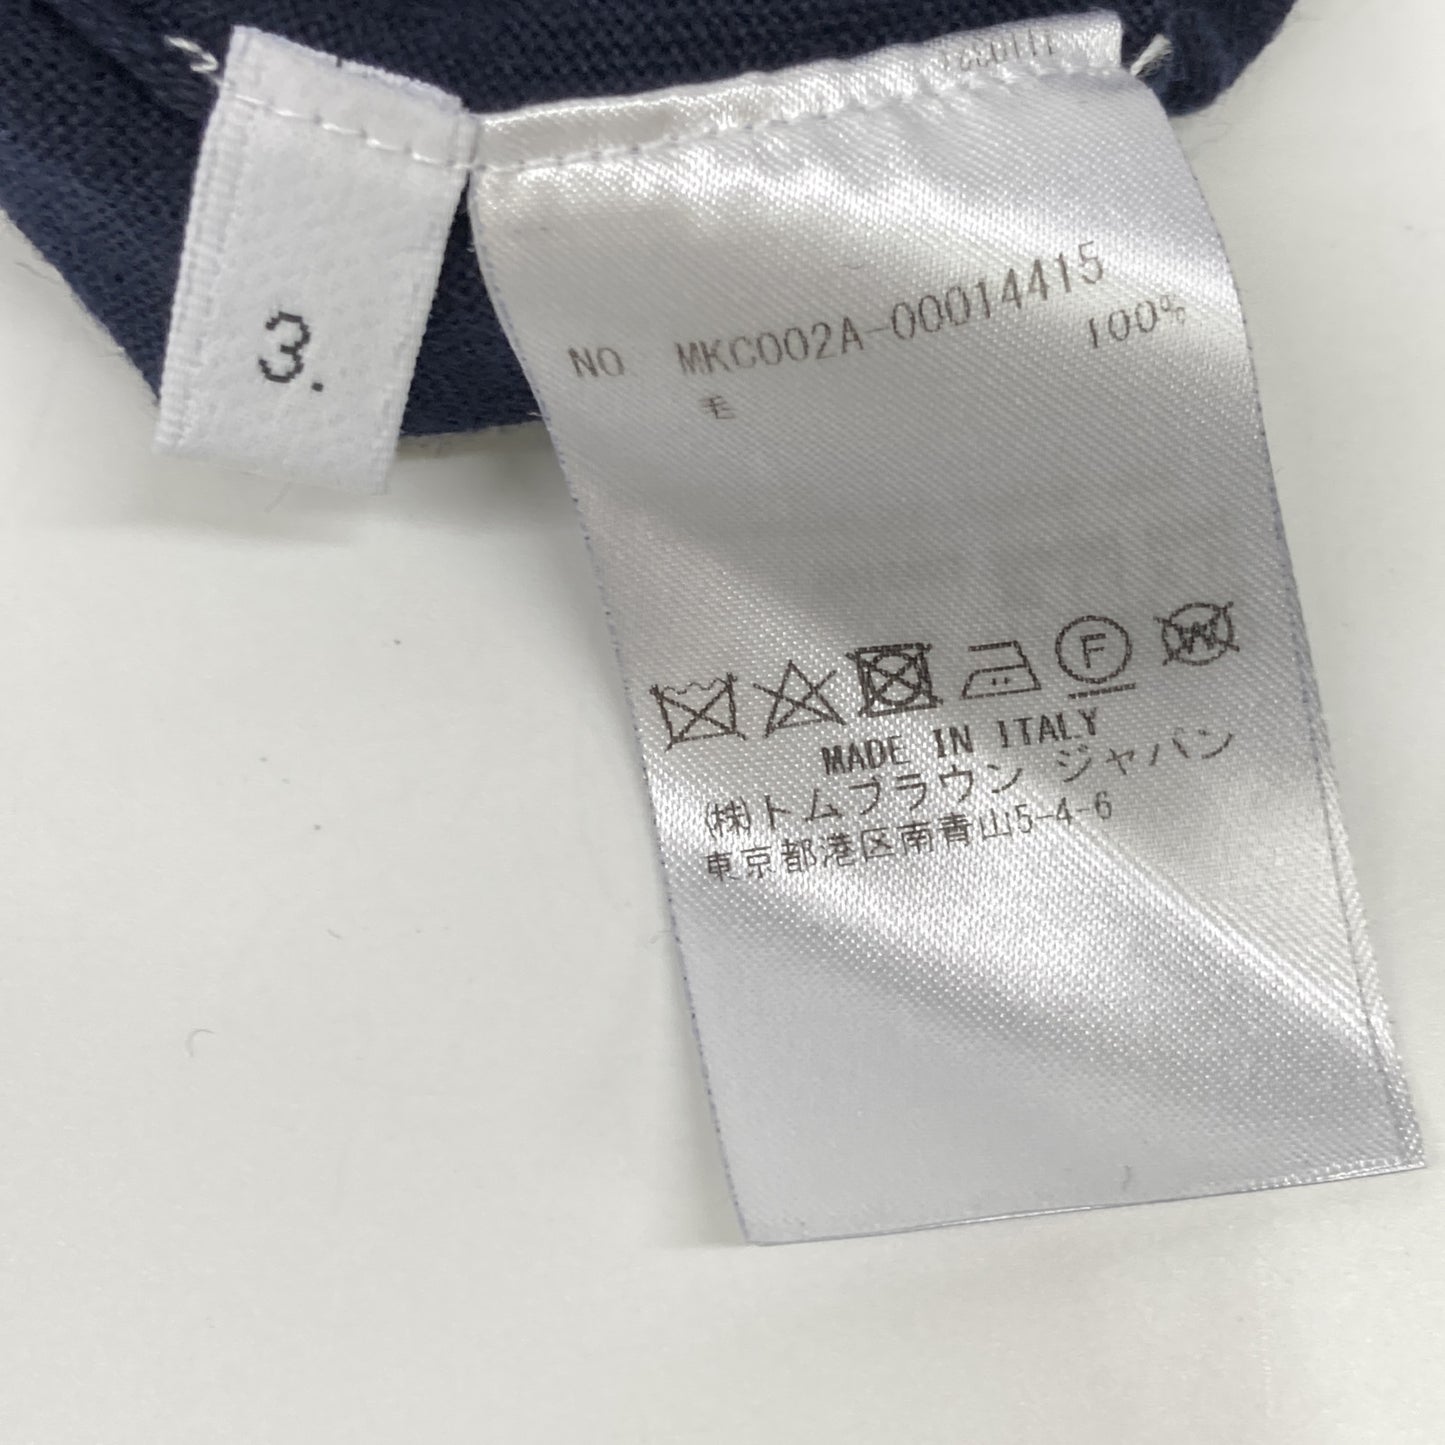 3.
NO MKC002A-00014415
毛 100%
F W
MADE IN ITALY
(株)トムブラウン ジャパン
東京都港区南青山5-4-6